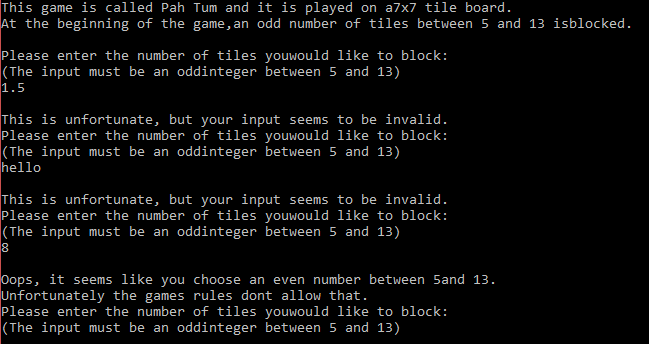 This game is called Pah Tum and it is played on a7x7 tile board.
At the beginning of the game,an odd number of tiles between 5 and 13 isblocked.
Please enter the number of tiles youwould like to block:
(The input must be an oddinteger between 5 and 13)
1.5
This is unfortunate, but your input seems to be invalid.
Please enter the number of tiles youwould like to block:
(The input must be an oddinteger between 5 and 13)
hello
This is unfortunate, but your input seems to be invalid.
Please enter the number of tiles youwould like to block:
(The input must be an oddinteger between 5 and 13)
8
Oops, it seems like you choose an even number between 5and 13.
Unfortunately the games rules dont allow that.
Please enter the number of tiles youwould like to block:
(The input must be an oddinteger between 5 and 13)